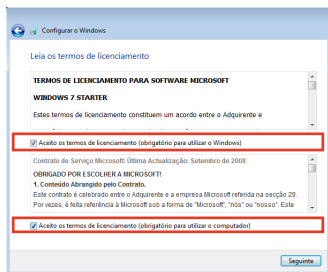 Configurar o Windows
Leia os termos de licenciamento
TERMOS DE LICENCIAMENTO PARA SOFTWARE MICROSOFT
WINDOWS 7 STARTER
Estes termos de licenciamento constituem um acordo entre o Adquirente e
Aceito os termos de licenciamento (obrigatório para utilizar o Windows)
Contrato de Serviço Microsoft: Última Actualização: Setembro de 2008
OBRIGADO POR ESCOLHER A MICROSOFT!
1. Conteúdo Abrangido pelo Contrato.
Este contrato é celebrado entre o Adquirente e a empresa Microsoft referida na secção 29.
Por vezes, é feita referência à Microsoft sob a forma de "Microsoft", "nós" ou "nosso". Este
Aceito os termos de licenciamento (obrigatório para utilizar o computador)
Seguinte